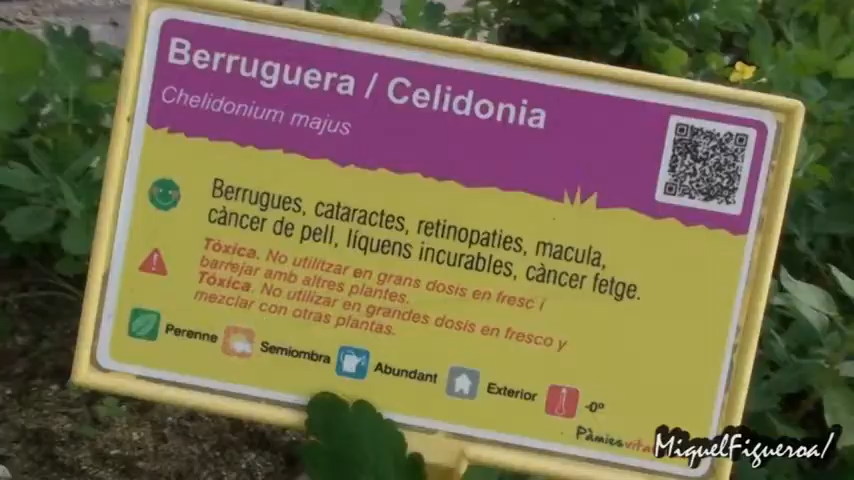 Berruguera / Celidonia
Chelidonium majus
Berrugues, cataractes, retinopaties, macula,
càncer de pell, líquens incurables, càncer fetge.
Tóxica. No utilitzar en grans dosis en fresc i
barrejar amb altres plantes.
Tóxica. No utilizar en grandes dosis en fresco y
mezclar con otras plantas.
Perenne Semiombra Abundant Exterior -0º
Pàmiesvita
MiquelFigueroa/